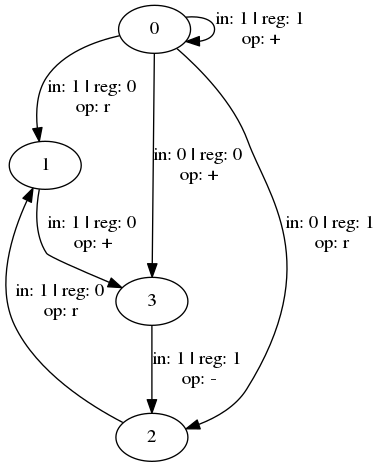 0
in: 1 | reg: 1
op: +
in: 1 | reg: 0
op: r
in: 0 | reg: 0
op: +
1
in: 1 | reg: 0
op: +
in: 0 | reg: 1
op: r
in: 1 | reg: 0
op: r
3
in: 1 | reg: 1
op: -
2